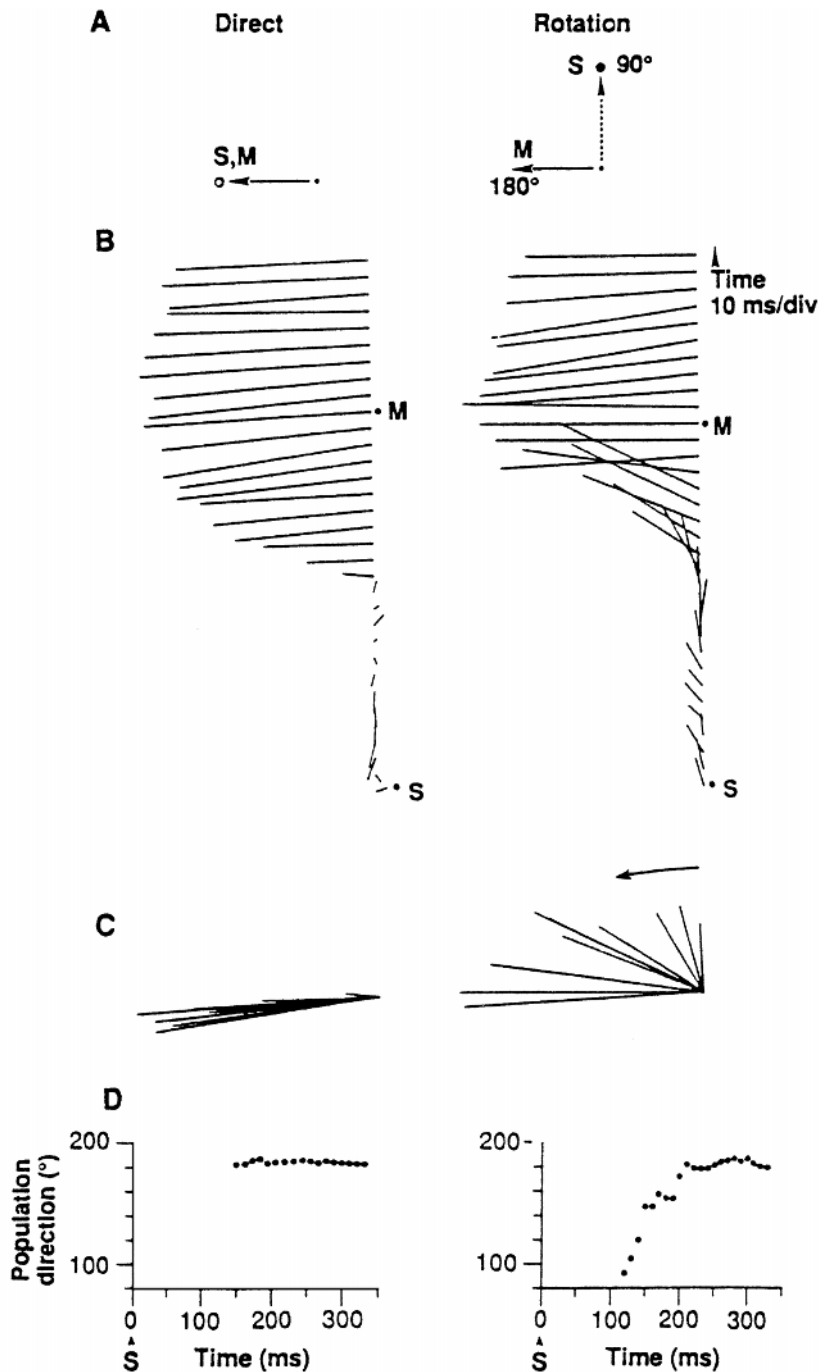 A Direct Rotation
S 90°
S,M
M
180°
B
Time
10 ms/div
M
M
S
S
C
D
Population
direction (°)
200
100
200
100
0 100 200 300
0 100 200 300
S Time (ms)
S Time (ms)